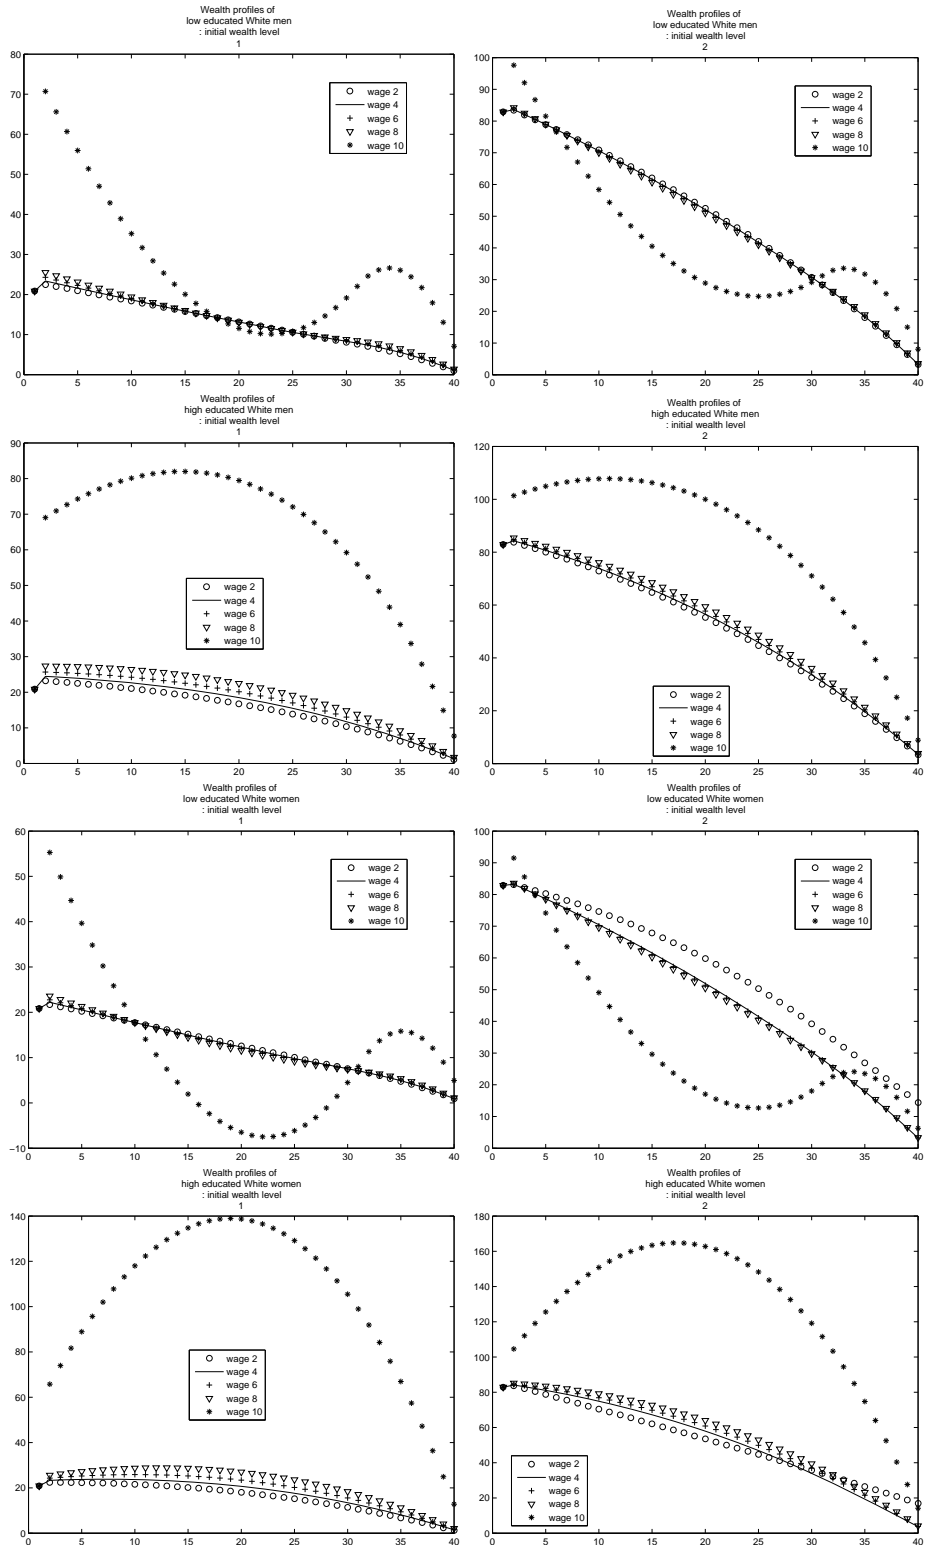 Wealth profiles of
low educated White men
: initial wealth level
1
80
70
60
50
40
30
20
10
0
0 5 10 15 20 25 30 35 40
wage 2
wage 4
wage 6
wage 8
wage 10
Wealth profiles of
low educated White men
: initial wealth level
2
100
90
80
70
60
50
40
30
20
10
0
0 5 10 15 20 25 30 35 40
wage 2
wage 4
wage 6
wage 8
wage 10
Wealth profiles of
high educated White men
: initial wealth level
1
90
80
70
60
50
40
30
20
10
0
0 5 10 15 20 25 30 35 40
wage 2
wage 4
wage 6
wage 8
wage 10
Wealth profiles of
high educated White men
: initial wealth level
2
120
100
80
60
40
20
0
0 5 10 15 20 25 30 35 40
wage 2
wage 4
wage 6
wage 8
wage 10
Wealth profiles of
low educated White women
: initial wealth level
1
60
50
40
30
20
10
0
−10
0 5 10 15 20 25 30 35 40
wage 2
wage 4
wage 6
wage 8
wage 10
Wealth profiles of
low educated White women
: initial wealth level
2
100
90
80
70
60
50
40
30
20
10
0
0 5 10 15 20 25 30 35 40
wage 2
wage 4
wage 6
wage 8
wage 10
Wealth profiles of
high educated White women
: initial wealth level
1
140
120
100
80
60
40
20
0
0 5 10 15 20 25 30 35 40
wage 2
wage 4
wage 6
wage 8
wage 10
Wealth profiles of
high educated White women
: initial wealth level
2
180
160
140
120
100
80
60
40
20
0
0 5 10 15 20 25 30 35 40
wage 2
wage 4
wage 6
wage 8
wage 10